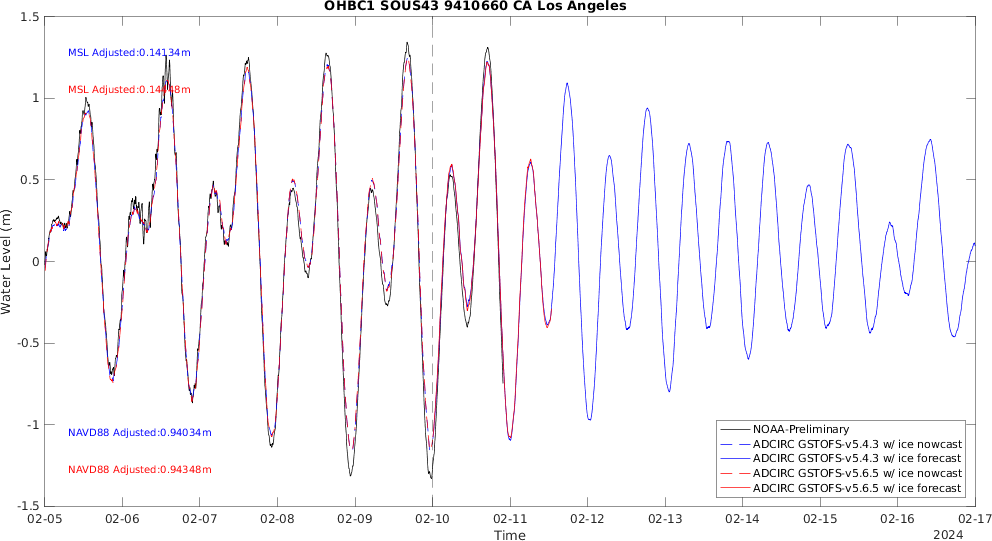 OHBC1 SOUS43 9410660 CA Los Angeles
1.5
1
0.5
0
-0.5
-1
-1.5
Water Level (m)
MSL Adjusted:0.14134m
NAVD88 Adjusted:0.94034m
NAVD88 Adjusted:0.94348m
NOAA-Preliminary
ADCIRC GSTOFS-v5.4.3 w/ ice nowcast
ADCIRC GSTOFS-v5.4.3 w/ ice forecast
ADCIRC GSTOFS-v5.6.5 w/ ice nowcast
ADCIRC GSTOFS-v5.6.5 w/ ice forecast
02-05 02-06 02-07 02-08 02-09 02-10 02-11 02-12 02-13 02-14 02-15 02-16 02-17
Time
2024
MSL Adjusted: